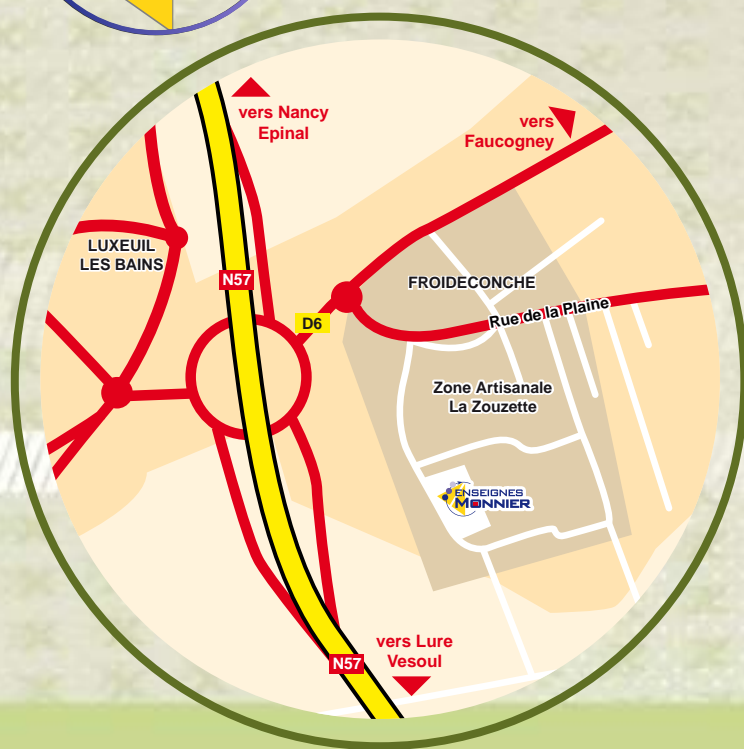 vers Nancy
Epinal
vers
Faucogney
LUXEUIL
LES BAINS
N57
FROIDECONCHE
D6
Rue de la Plaine
Zone Artisanale
La Zouzette
ENSEIGNES
MONNIER
vers Lure
Vesoul
N57